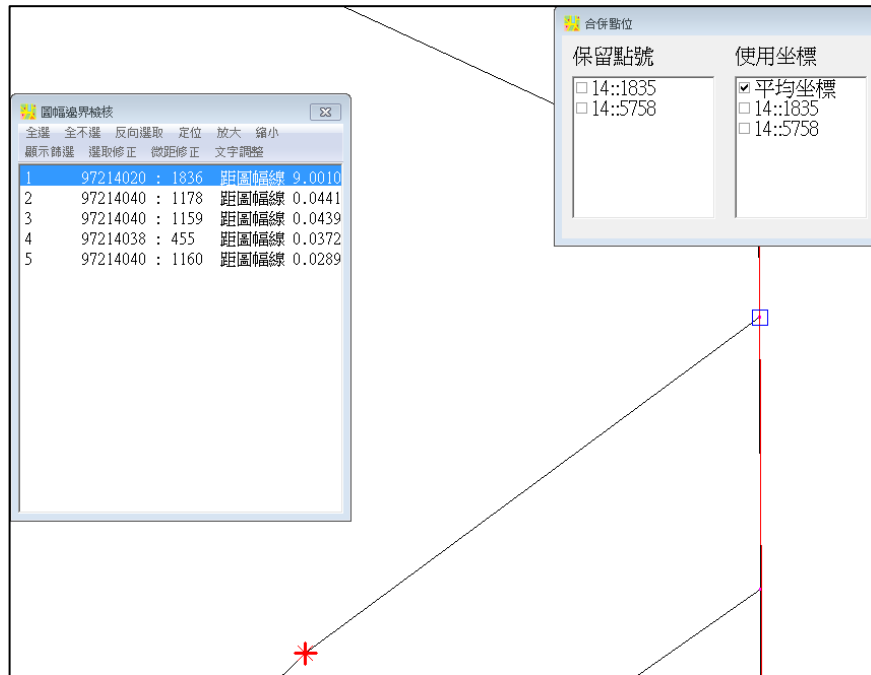 圖幅邊界檢核
全選 全不選 反向選取 定位 放大 縮小
顯示篩選 選取修正 微距修正 文字調整
1 97214020 : 1836 距圖幅線 9.0010
2 97214040 : 1178 距圖幅線 0.0441
3 97214040 : 1159 距圖幅線 0.0439
4 97214038 : 455 距圖幅線 0.0372
5 97214040 : 1160 距圖幅線 0.0289
合併點位
保留點號
14::1835
14::5758
使用坐標
平均坐標
14::1835
14::5758